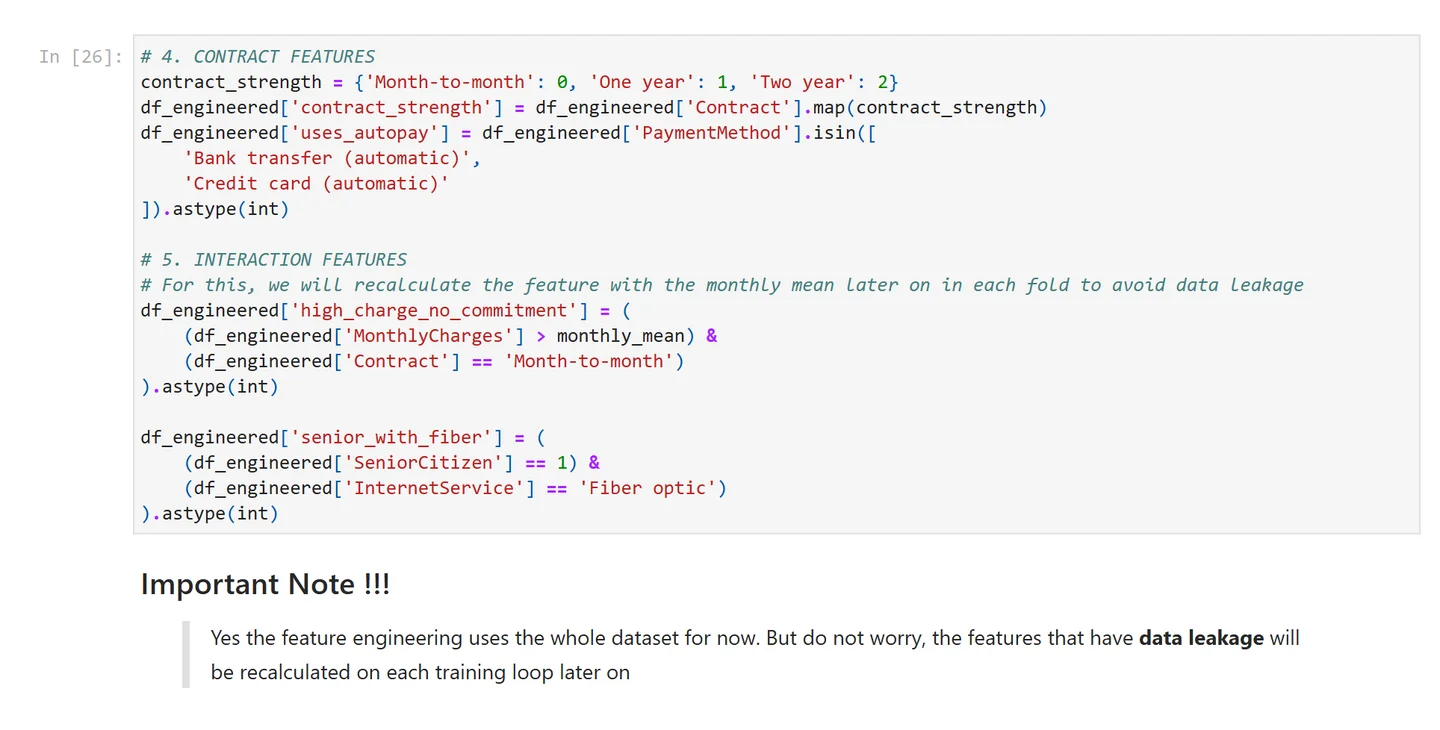 In [26]:
# 4. CONTRACT FEATURES
contract_strength = {'Month-to-month': 0, 'One year': 1, 'Two year': 2}
df_engineered['contract_strength'] = df_engineered['Contract'].map(contract_strength)
df_engineered['uses_autopay'] = df_engineered['PaymentMethod'].isin([
    'Bank transfer (automatic)',
    'Credit card (automatic)'
]).astype(int)

# 5. INTERACTION FEATURES
# For this, we will recalculate the feature with the monthly mean later on in each fold to avoid data leakage
df_engineered['high_charge_no_commitment'] = (
    (df_engineered['MonthlyCharges'] > monthly_mean) &
    (df_engineered['Contract'] == 'Month-to-month')
).astype(int)

df_engineered['senior_with_fiber'] = (
    (df_engineered['SeniorCitizen'] == 1) &
    (df_engineered['InternetService'] == 'Fiber optic')
).astype(int)
Important Note !!!
Yes the feature engineering uses the whole dataset for now. But do not worry, the features that have data leakage will
be recalculated on each training loop later on